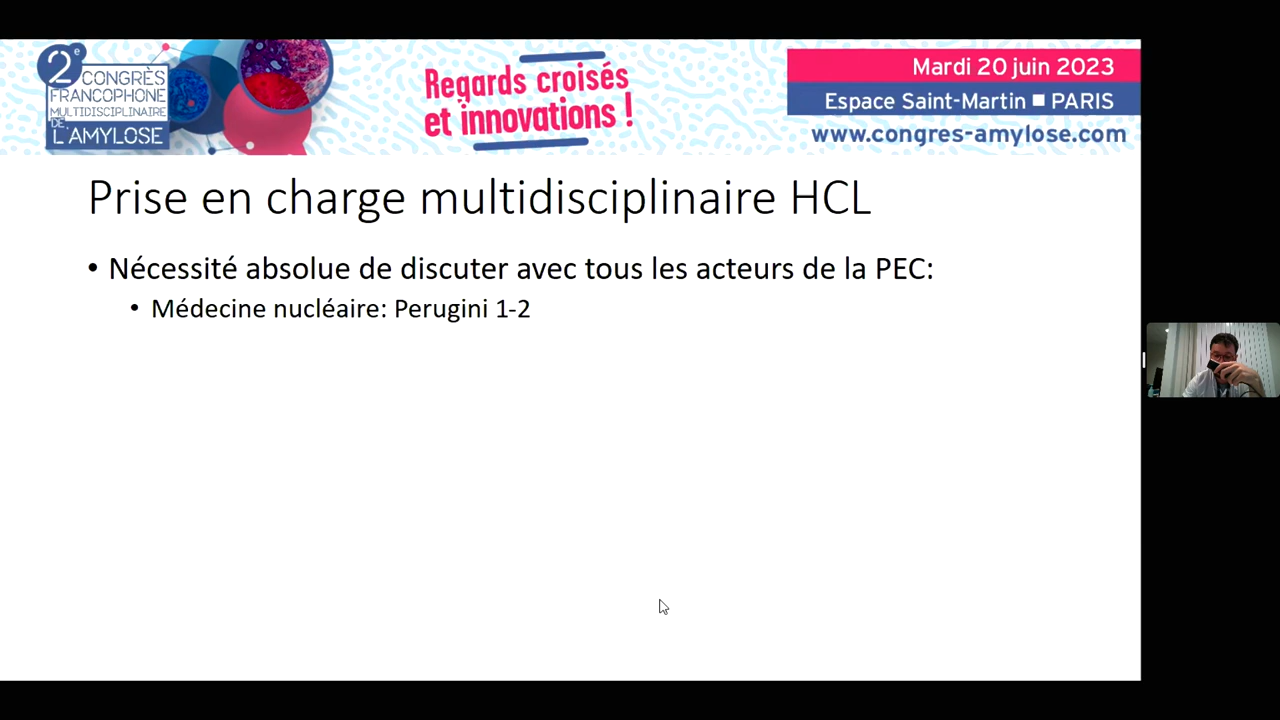 2e CONGRÈS
FRANCOPHONE
MULTIDISCIPLINAIRE
DE
L'AMYLOSE
Regards croisés
et innovations !
Mardi 20 juin 2023
Espace Saint-Martin ■ PARIS
www.congres-amylose.com
Prise en charge multidisciplinaire HCL
• Nécessité absolue de discuter avec tous les acteurs de la PEC:
• Médecine nucléaire: Perugini 1-2